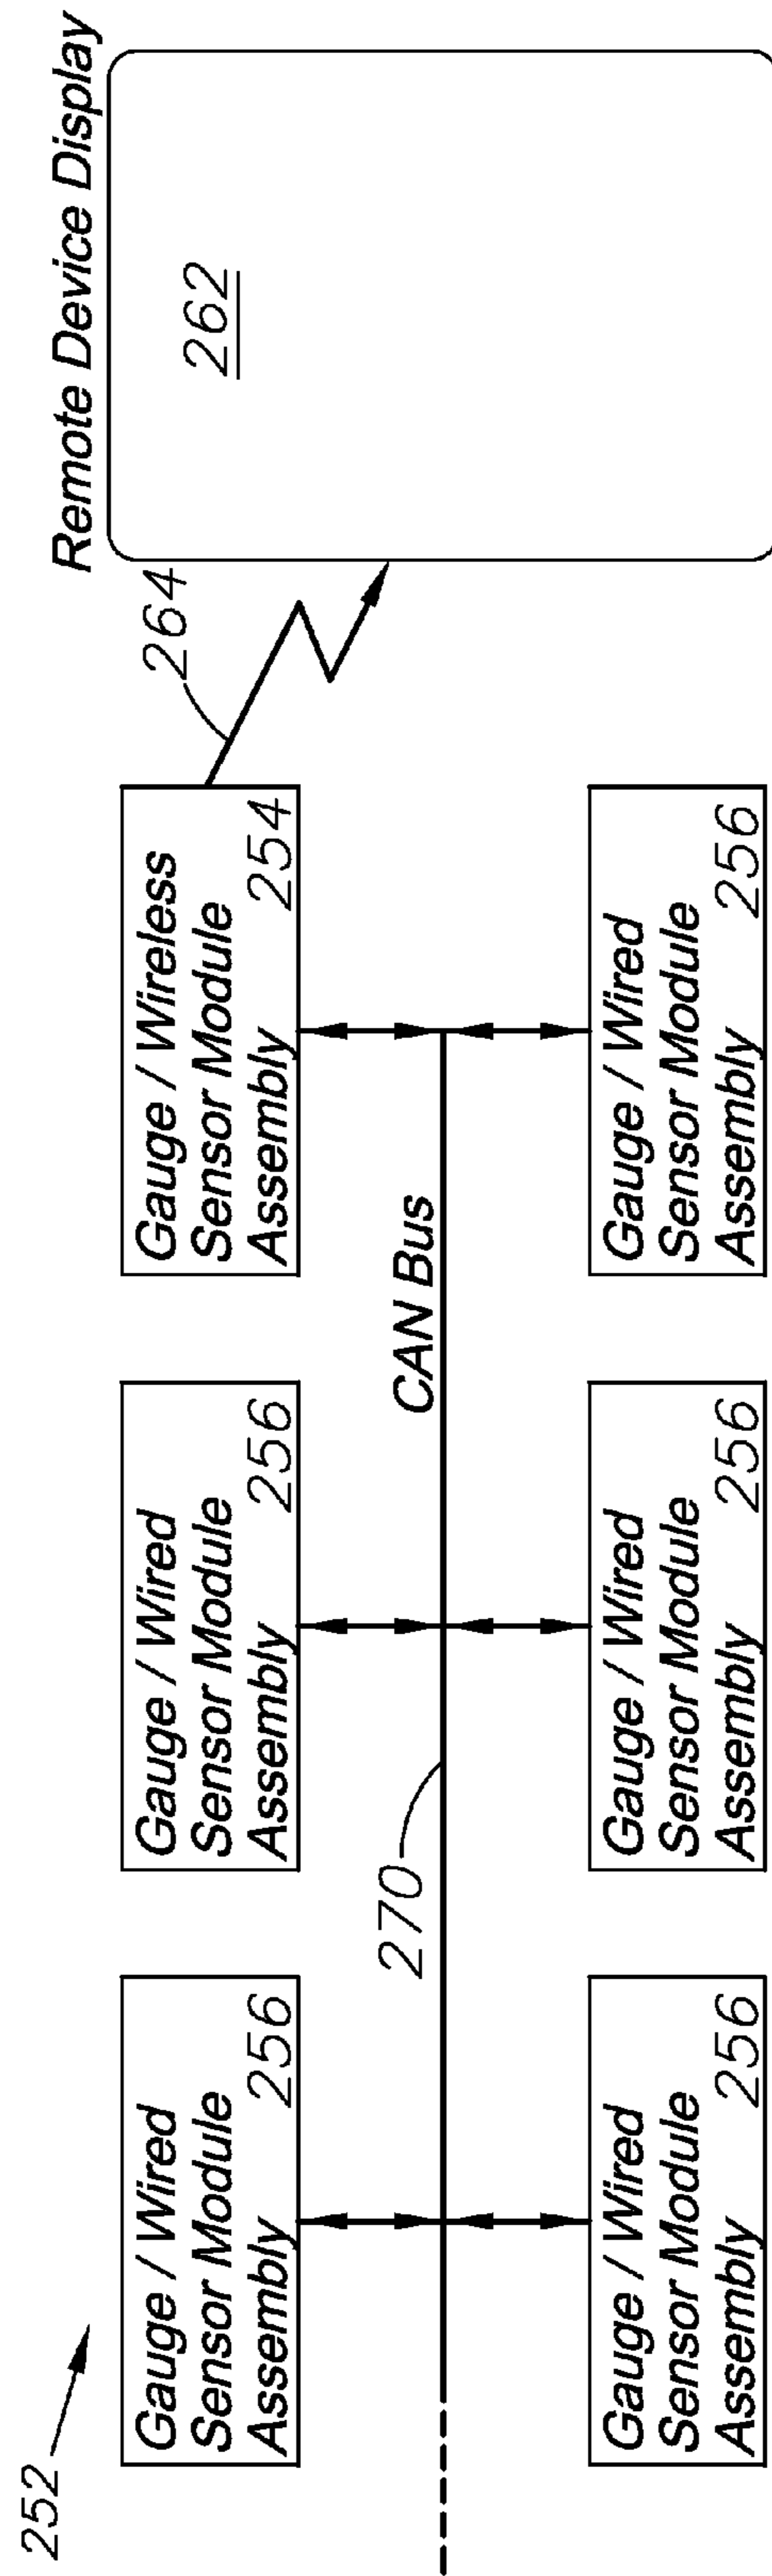 252
Gauge / Wired
Sensor Module
Assembly 256
Gauge / Wired
Sensor Module
Assembly 256
Gauge / Wireless
Sensor Module
Assembly 254
264
Remote Device Display
262
270
CAN Bus
Gauge / Wired
Sensor Module
Assembly 256
Gauge / Wired
Sensor Module
Assembly 256
Gauge / Wired
Sensor Module
Assembly 256